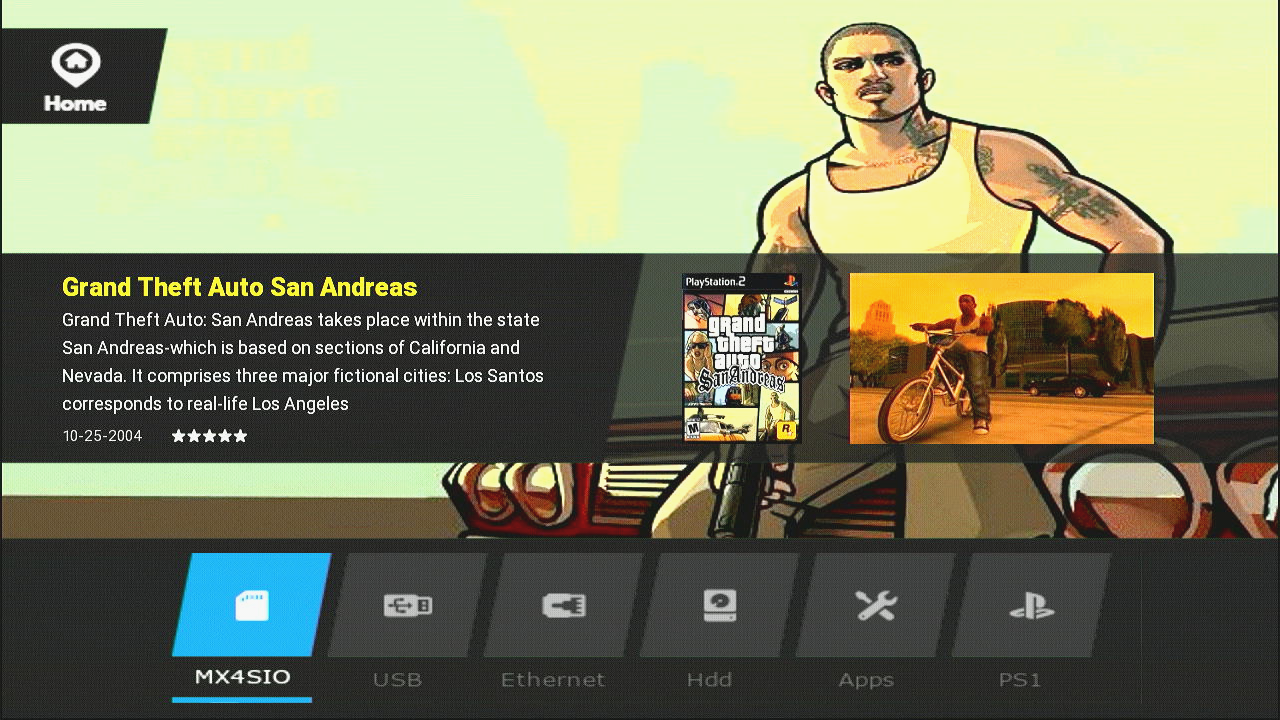 Home
Grand Theft Auto San Andreas
Grand Theft Auto: San Andreas takes place within the state
San Andreas-which is based on sections of California and
Nevada. It comprises three major fictional cities: Los Santos
corresponds to real-life Los Angeles
10-25-2004
PlayStation.2
grand
theft
auto
San Andreas
M
R
MX4SIO
USB
Ethernet
Hdd
Apps
PS1